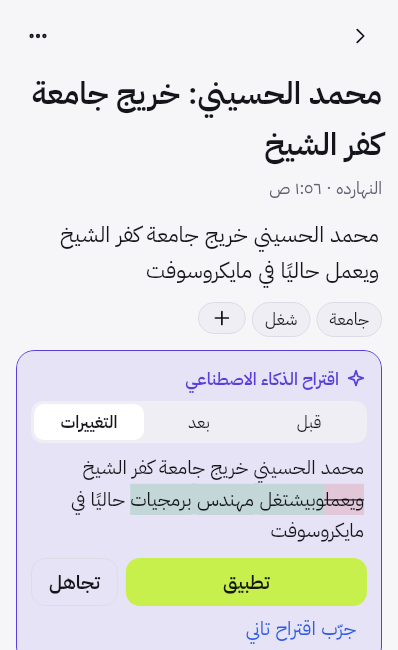 محمد الحسيني: خريج جامعة
كفر الشيخ
النهارده · ١:٥٦ ص
محمد الحسيني خريج جامعة كفر الشيخ
ويعمل حاليًا في مايكروسوفت
جامعة شغل +
اقتراح الذكاء الاصطناعي
قبل بعد التغييرات
محمد الحسيني خريج جامعة كفر الشيخ
ويعملوبيشتغل مهندس برمجيات حاليًا في
مايكروسوفت
تطبيق تجاهل
جرّب اقتراح تاني